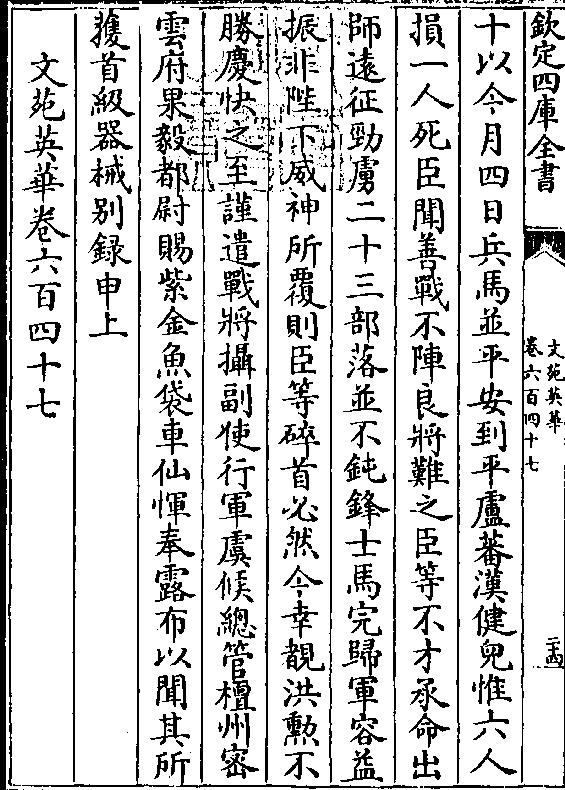 欽定四庫全書
文苑英華
卷六百四十七
二十四
十以今月四日兵馬並平安到平盧蕃漢健兒惟六人
損一人死臣聞善戰不陣良將難之臣等不才承命出
師遠征勁虜二十三部落並不鈍鋒士馬完歸軍容益
振非陛下威神所覆則臣等碎首必然今幸覩洪勲不
勝慶快之至謹遣戰將攝副使行軍虞候總管檀州密
雲府果毅都尉賜紫金魚袋車仙惲奉露布以聞其所
獲首級器械别録申上
文苑英華卷六百四十七